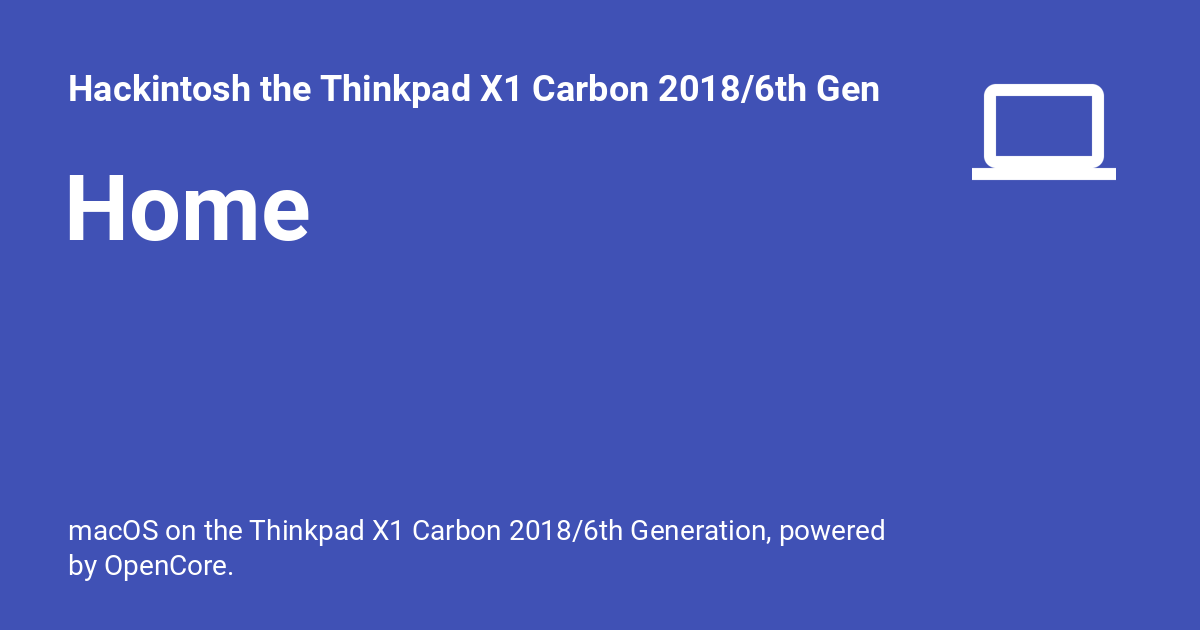 Hackintosh the Thinkpad X1 Carbon 2018/6th Gen
Home
macOS on the Thinkpad X1 Carbon 2018/6th Generation, powered
by OpenCore.